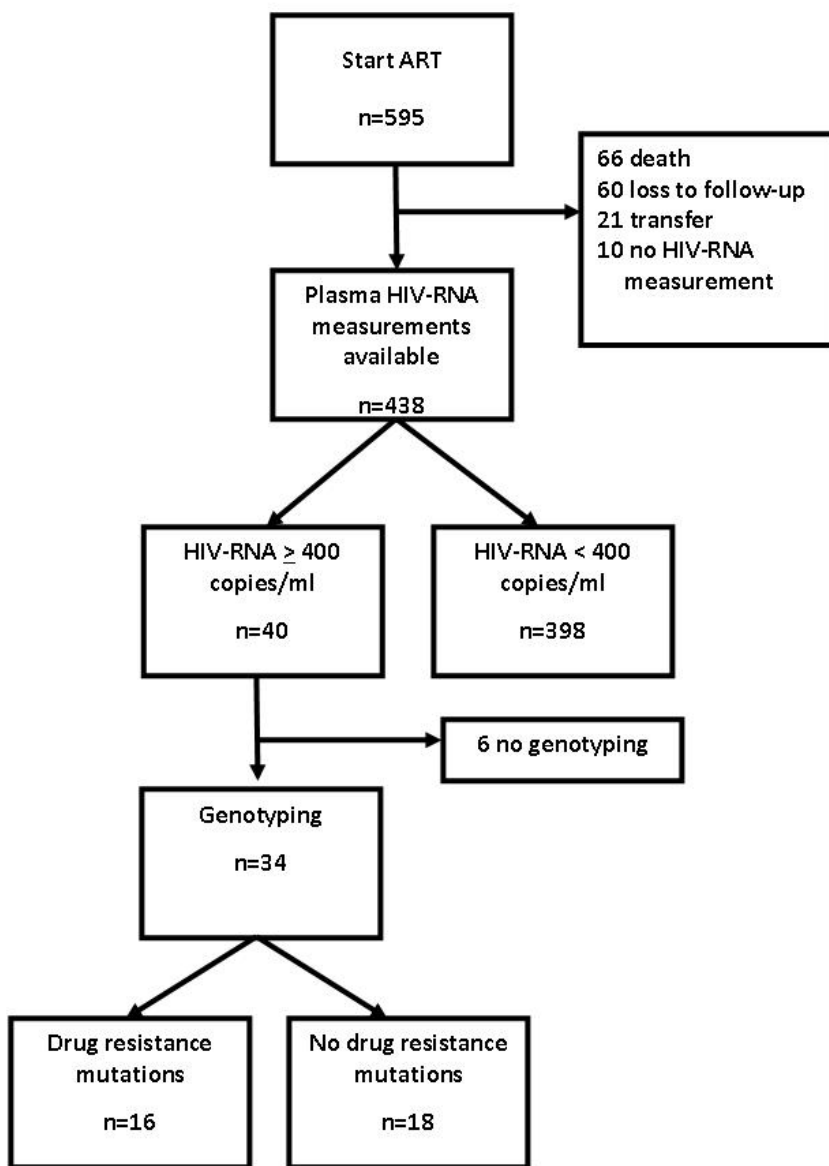 Start ART
n=595
66 death
60 loss to follow-up
21 transfer
10 no HIV-RNA
measurement
Plasma HIV-RNA
measurements
available
n=438
HIV-RNA ≥ 400
copies/ml
n=40
HIV-RNA < 400
copies/ml
n=398
6 no genotyping
Genotyping
n=34
Drug resistance
mutations
n=16
No drug resistance
mutations
n=18